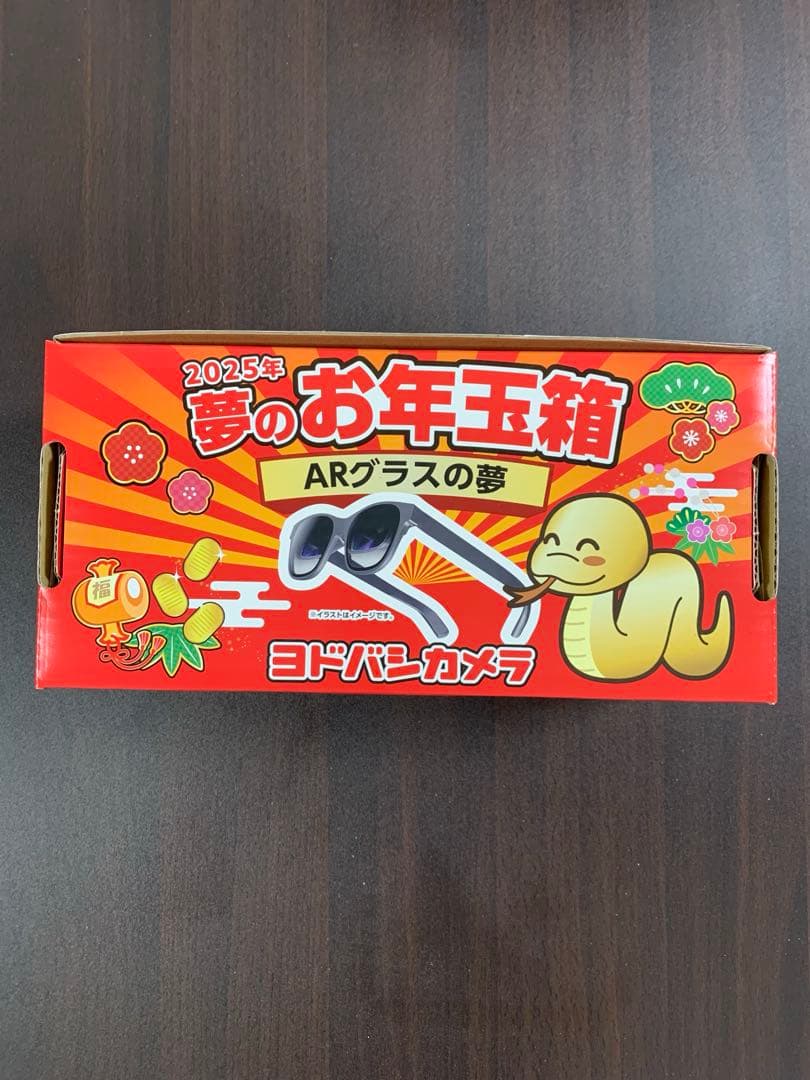 2025年
夢のお年玉箱
ARグラスの夢
※イラストはイメージです。
福
ヨドバシカメラ